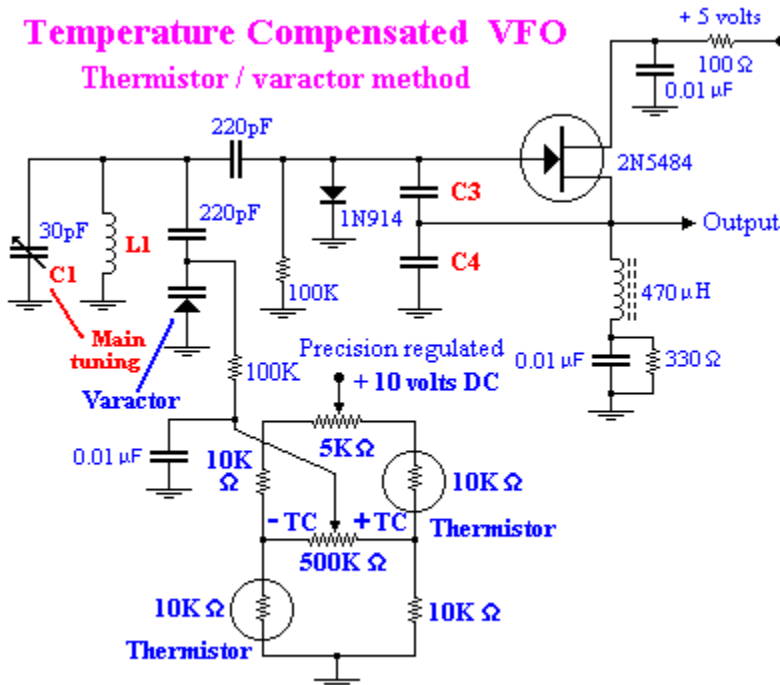 Temperature Compensated VFO
Thermistor / varactor method
+ 5 volts
100 Ω
0.01 µF
220pF
2N5484
C3
1N914
220pF
30pF
L1
C1
Output
C4
100K
470 µH
Main
tuning
Varactor
100K
Precision regulated
+ 10 volts DC
0.01 µF
330 Ω
5K Ω
0.01 µF
10K
Ω
10K Ω
Thermistor
- TC
+ TC
500K Ω
10K Ω
Thermistor
10K Ω